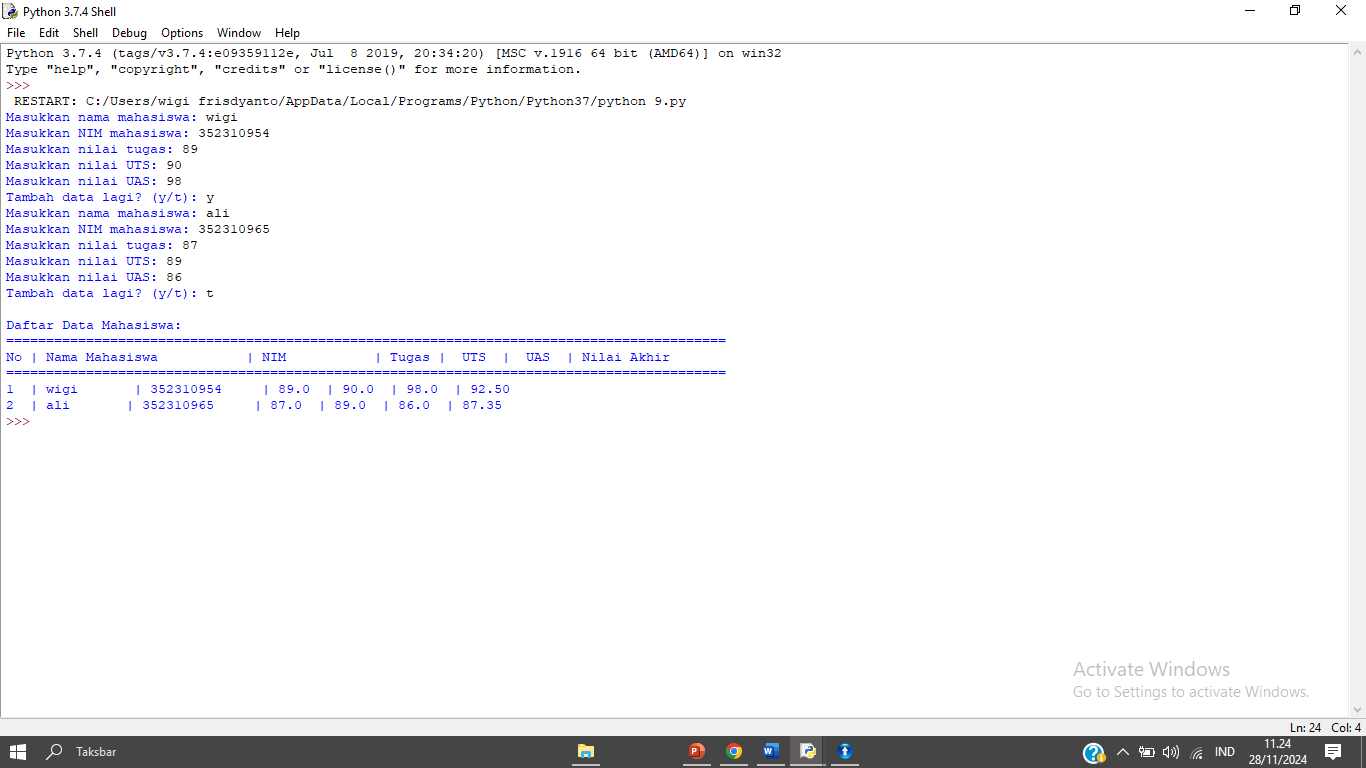 Python 3.7.4 Shell
File Edit Shell Debug Options Window Help
Python 3.7.4 (tags/v3.7.4:e09359112e, Jul  8 2019, 20:34:20) [MSC v.1916 64 bit (AMD64)] on win32
Type "help", "copyright", "credits" or "license()" for more information.
>>>
 RESTART: C:/Users/wigi frisdyanto/AppData/Local/Programs/Python/Python37/python 9.py
Masukkan nama mahasiswa: wigi
Masukkan NIM mahasiswa: 352310954
Masukkan nilai tugas: 89
Masukkan nilai UTS: 90
Masukkan nilai UAS: 98
Tambah data lagi? (y/t): y
Masukkan nama mahasiswa: ali
Masukkan NIM mahasiswa: 352310965
Masukkan nilai tugas: 87
Masukkan nilai UTS: 89
Masukkan nilai UAS: 86
Tambah data lagi? (y/t): t
Daftar Data Mahasiswa:
==========================================================================================
No | Nama Mahasiswa           | NIM           | Tugas |  UTS  |  UAS  | Nilai Akhir
==========================================================================================
1  | wigi       | 352310954     | 89.0  | 90.0  | 98.0  | 92.50
2  | ali       | 352310965     | 87.0  | 89.0  | 86.0  | 87.35
>>>
Activate Windows
Go to Settings to activate Windows.
Ln: 24 Col: 4
Taksbar
IND
11.24
28/11/2024